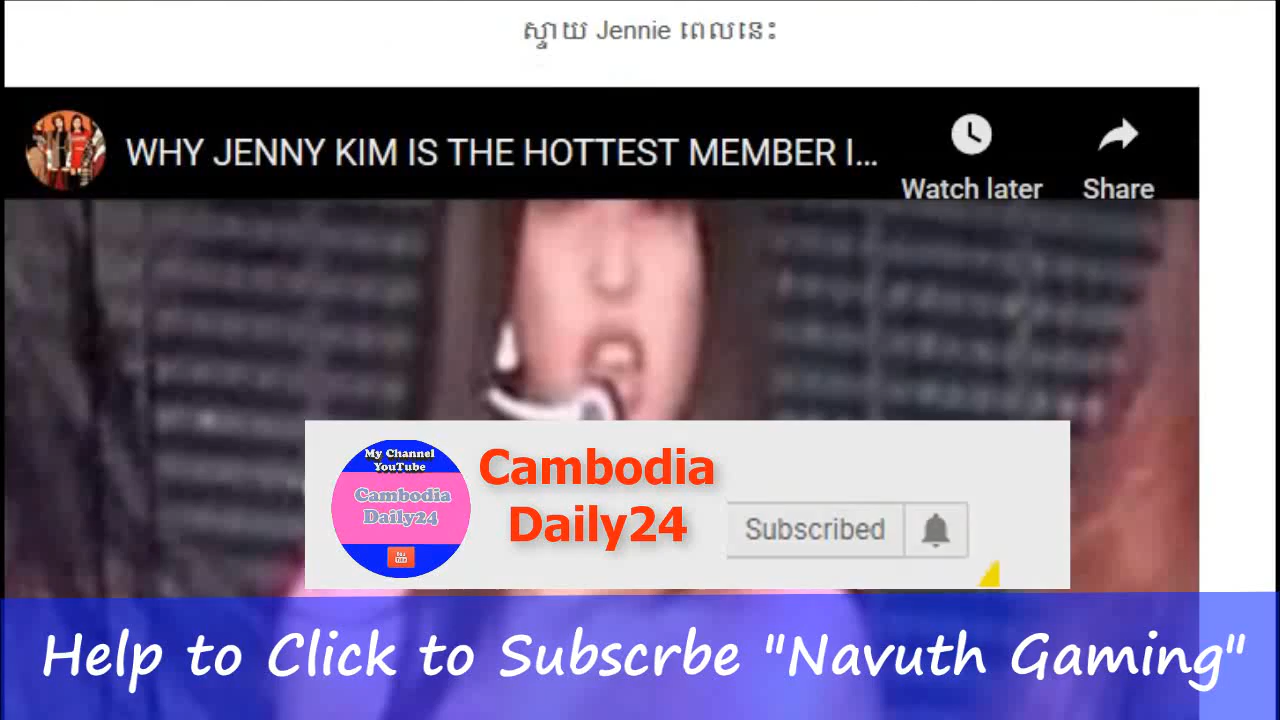 ស្ដាយ Jennie ពេលនេះ
WHY JENNY KIM IS THE HOTTEST MEMBER I...
Watch later
Share
My Channel
YouTube
Cambodia
Daily24
Cambodia
Daily24
Subscribed
Help to Click to Subscrbe "Navuth Gaming"